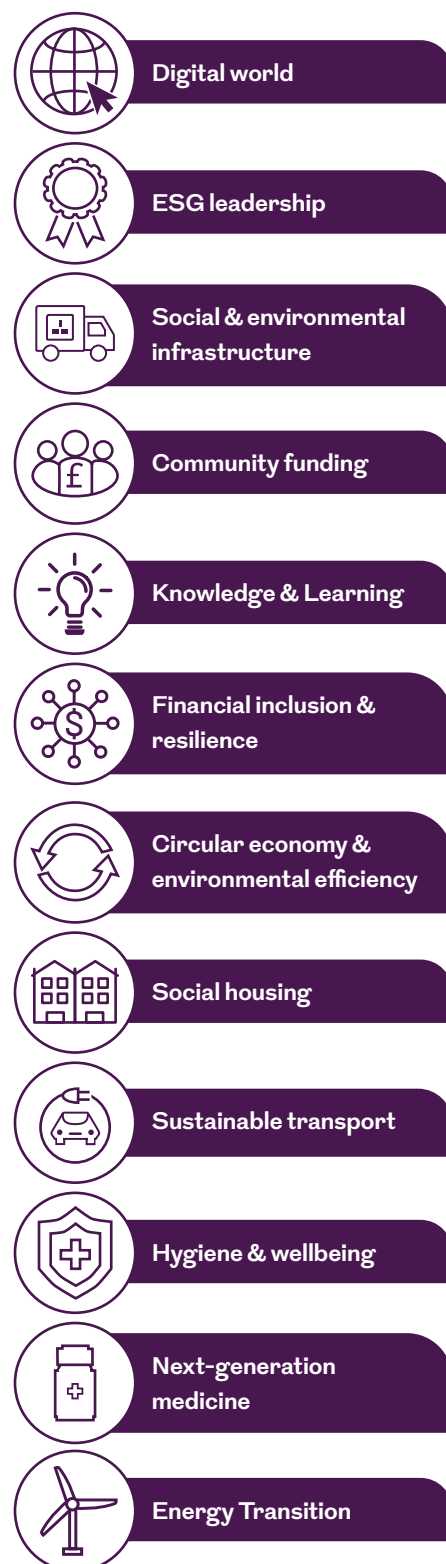 Digital world
ESG leadership
Social & environmental
infrastructure
£
Community funding
Knowledge & Learning
$
Financial inclusion &
resilience
Circular economy &
environmental efficiency
Social housing
Sustainable transport
Hygiene & wellbeing
Next-generation
medicine
Energy Transition